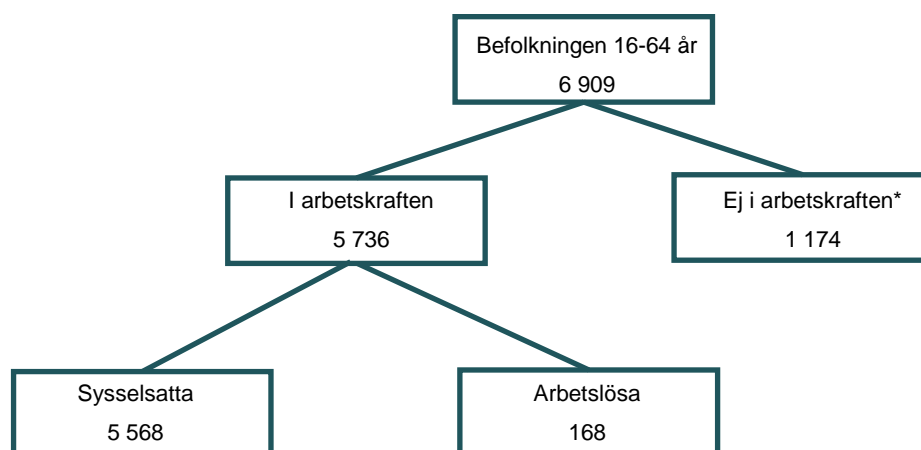 Befolkningen 16-64 år
6 909
I arbetskraften
5 736
Ej i arbetskraften*
1 174
Sysselsatta
5 568
Arbetslösa
168